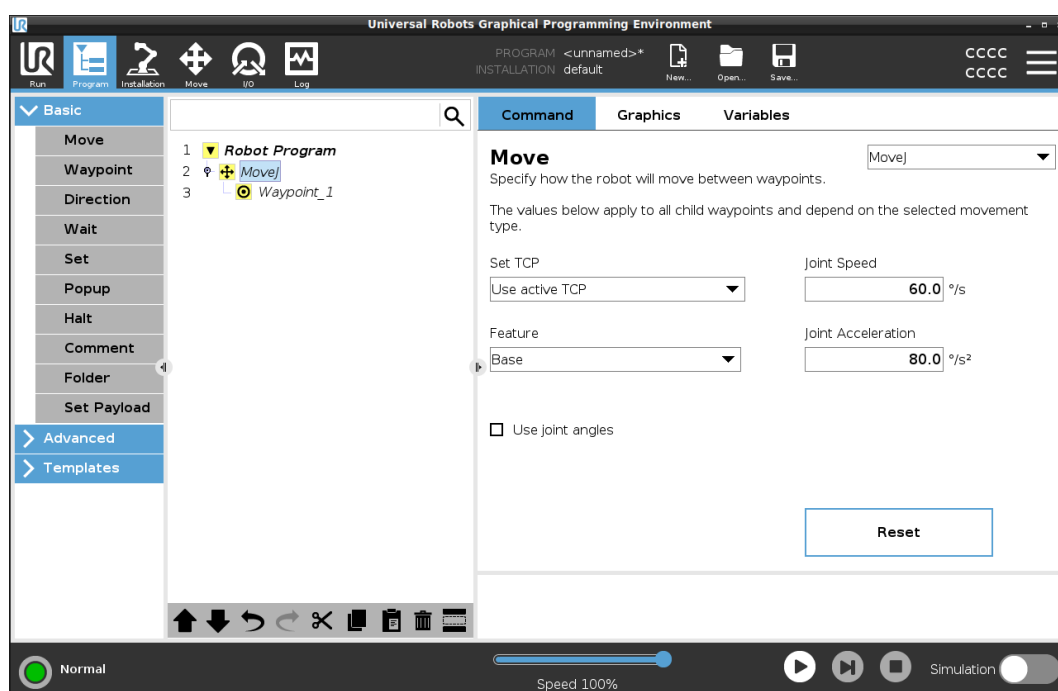 UR
Universal Robots Graphical Programming Environment
UR
Run
Program
Installation
Move
I/O
Log
PROGRAM <unnamed>*
INSTALLATION default
New...
Open...
Save...
CCCC
CCCC
Basic
Move
Waypoint
Direction
Wait
Set
Popup
Halt
Comment
Folder
Set Payload
Advanced
Templates
1 Robot Program
2 MoveJ
3 Waypoint_1
Command Graphics Variables
Move
MoveJ
Specify how the robot will move between waypoints.
The values below apply to all child waypoints and depend on the selected movement
type.
Set TCP
Joint Speed
Use active TCP
60.0 °/s
Feature
Joint Acceleration
Base
80.0 °/s²
Use joint angles
Reset
Normal
Speed 100%
Simulation